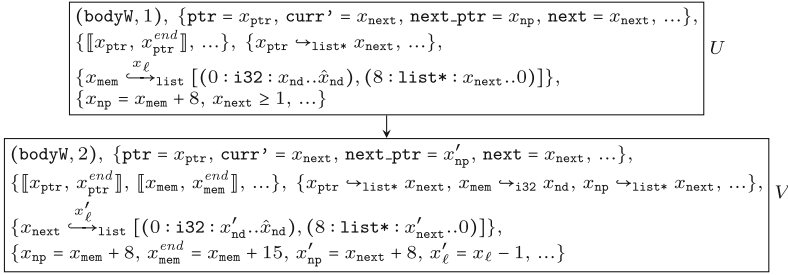 (bodyW, 1), {ptr = x_ptr, curr' = x_next, next_ptr = x_np, next = x_next, ...},
{⟦x_ptr, x_ptr^end⟧, ...}, {x_ptr ↪_list* x_next, ...},
{x_mem ↪^{x_ℓ}_list [(0 : i32 : x_nd..x̂_nd), (8 : list* : x_next..0)]},
{x_np = x_mem + 8, x_next ≥ 1, ...}
U
(bodyW, 2), {ptr = x_ptr, curr' = x_next, next_ptr = x'_np, next = x_next, ...},
{⟦x_ptr, x_ptr^end⟧, ⟦x_mem, x_mem^end⟧, ...}, {x_ptr ↪_list* x_next, x_mem ↪_i32 x_nd, x_np ↪_list* x_next, ...},
{x_next ↪^{x'_ℓ}_list [(0 : i32 : x'_nd..x̂_nd), (8 : list* : x'_next..0)]},
{x_np = x_mem + 8, x_mem^end = x_mem + 15, x'_np = x_next + 8, x'_ℓ = x_ℓ − 1, ...}
V